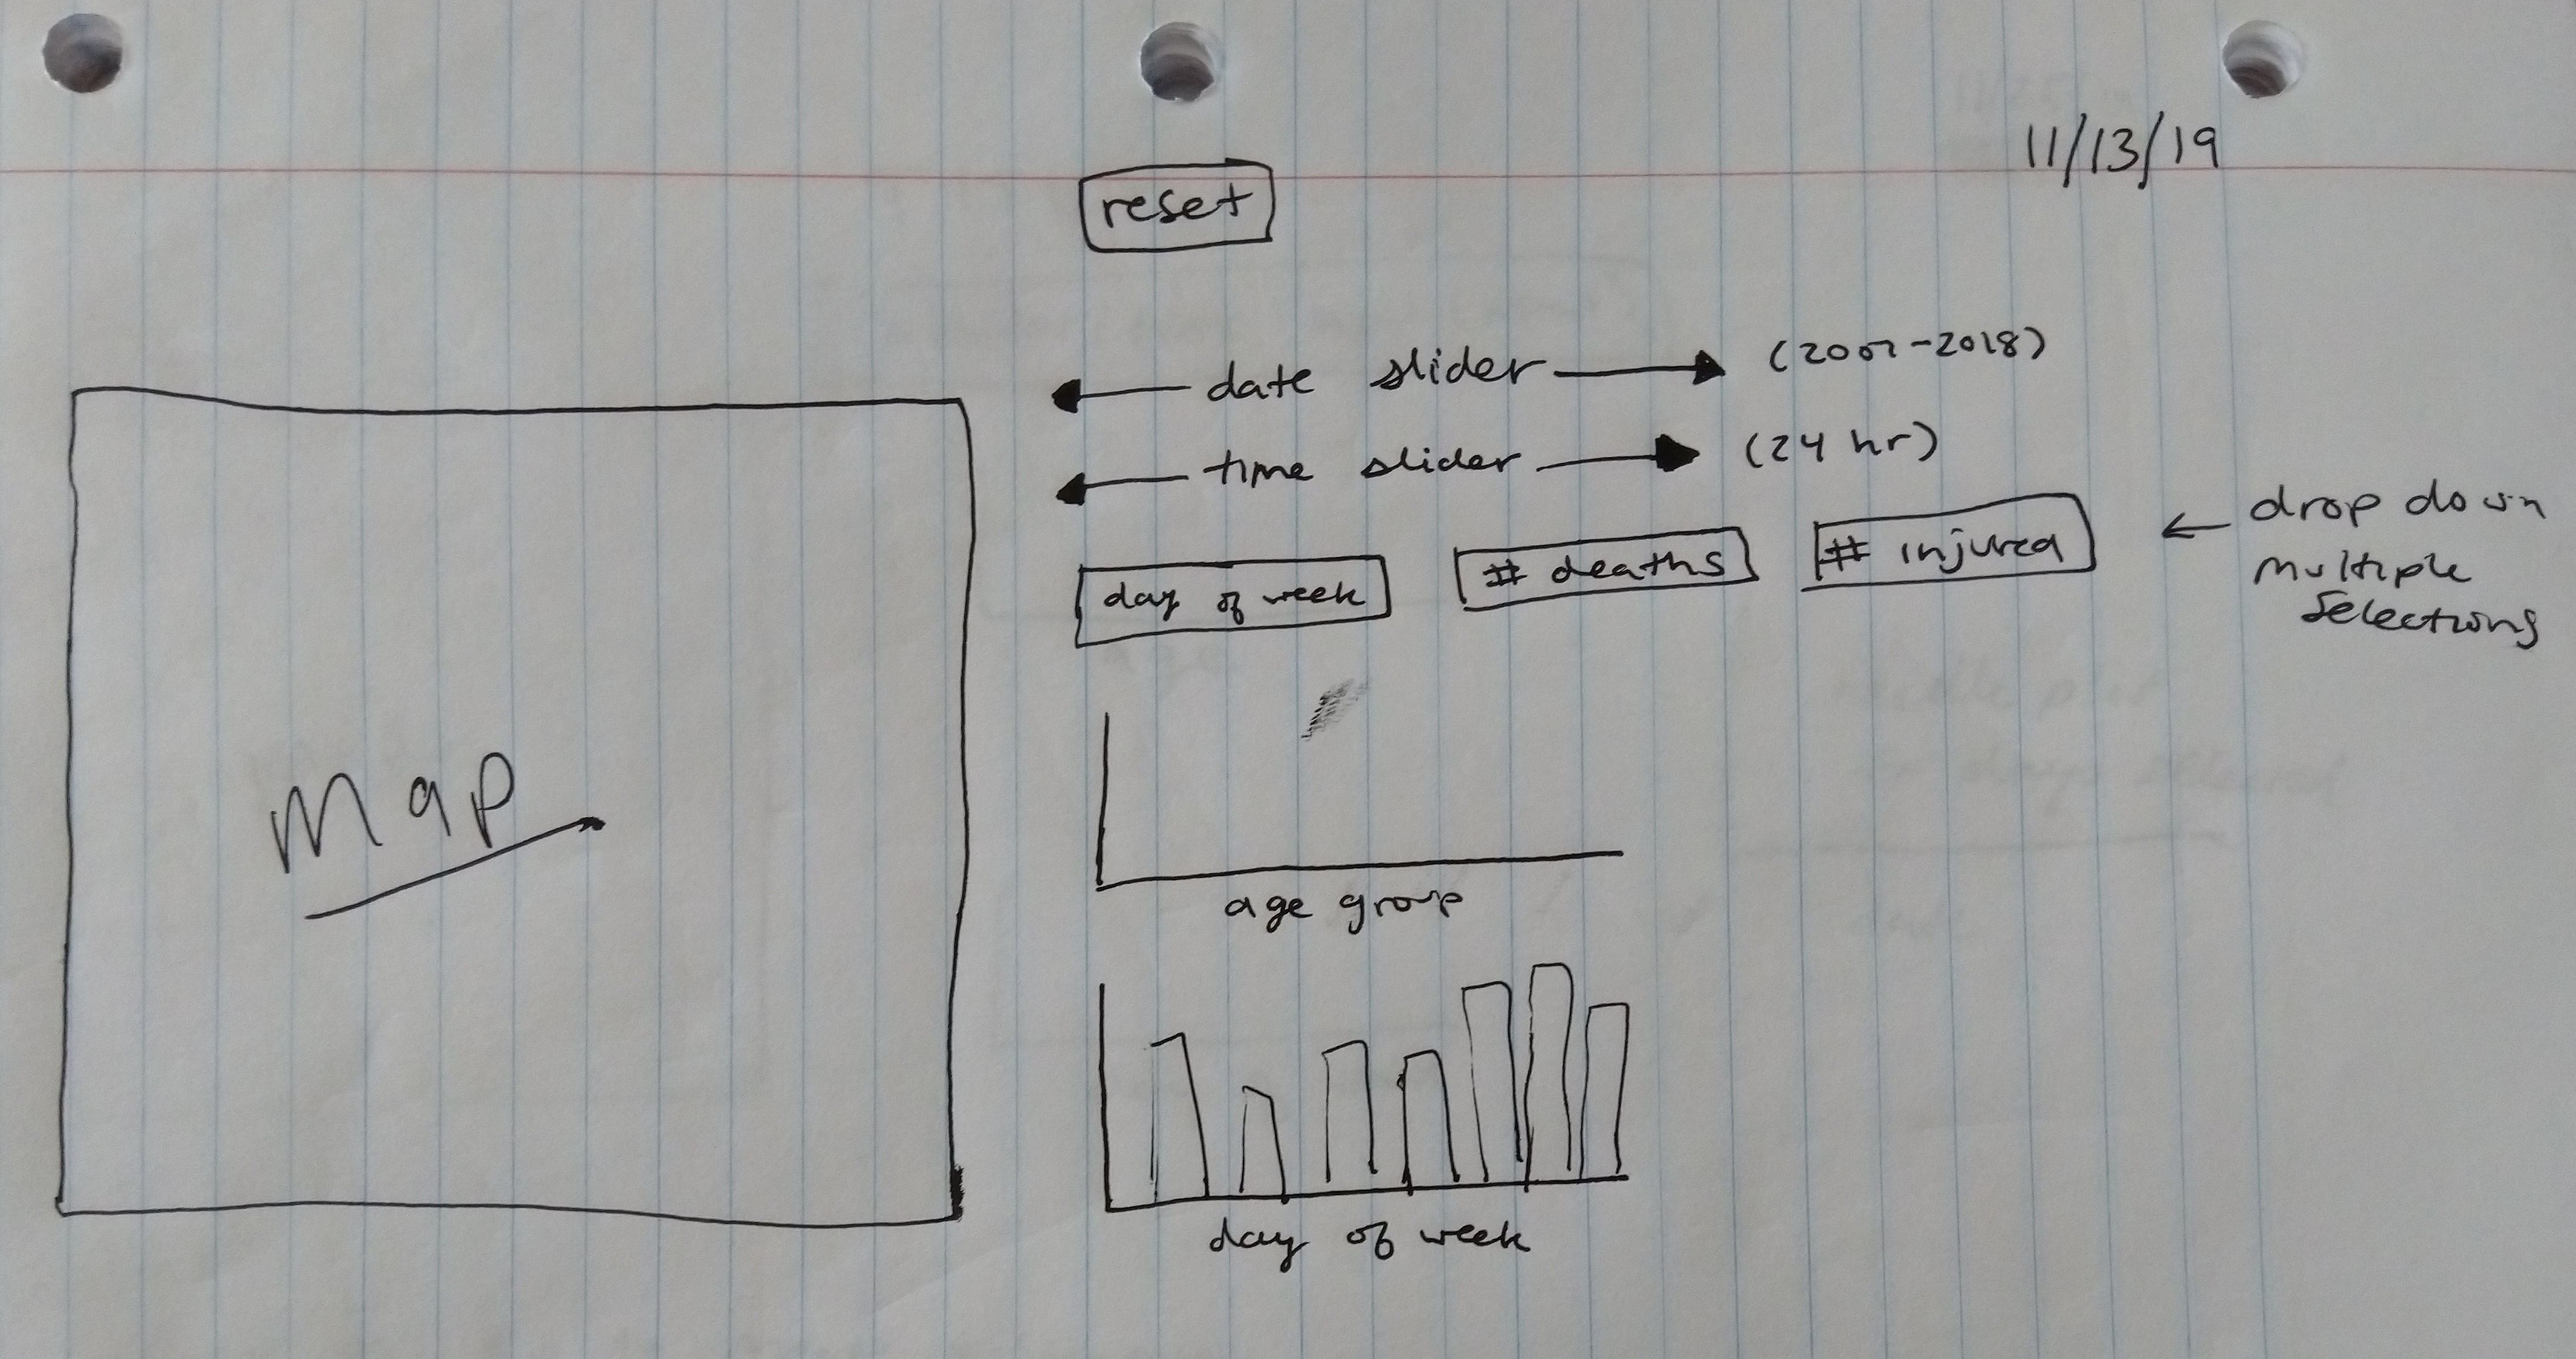 11/13/19
reset
date slider (2007-2018)
time slider (24 hr)
day of week # deaths # injured ← drop down
multiple
selections
Map
age group
day of week